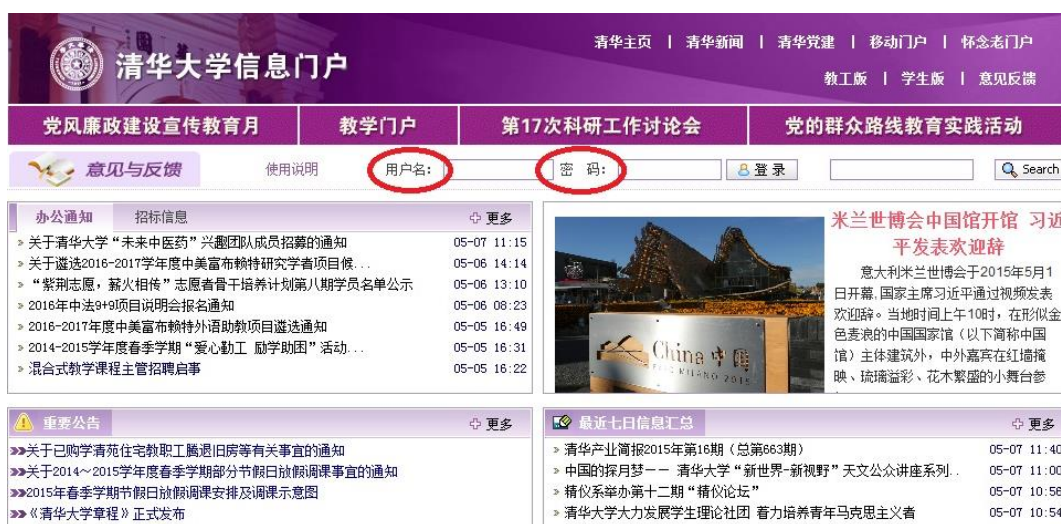 清华主页 | 清华新闻 | 清华党建 | 移动门户 | 怀念老门户
清华大学信息门户
教工版 | 学生版 | 意见反馈
党风廉政建设宣传教育月 教学门户 第17次科研工作讨论会 党的群众路线教育实践活动
意见与反馈 使用说明 用户名: 密 码: 登录 Search
办公通知 招标信息 更多
» 关于清华大学“未来中医药”兴趣团队成员招募的通知 05-07 11:15
» 关于遴选2016-2017学年度中美富布赖特研究学者项目候... 05-06 14:14
» “紫荆志愿，薪火相传”志愿者骨干培养计划第八期学员名单公示 05-06 13:10
» 2016年中法9+9项目说明会报名通知 05-06 08:23
» 2016-2017年度中美富布赖特外语助教项目遴选通知 05-05 16:49
» 2014-2015学年度春季学期“爱心勤工 励学助困”活动... 05-05 16:31
» 混合式教学课程主管招聘启事 05-05 16:22
China 中国
EXPO MILANO 2015
米兰世博会中国馆开馆 习近
平发表欢迎辞
意大利米兰世博会于2015年5月1
日开幕,国家主席习近平通过视频发表
欢迎辞。当地时间上午10时，在形似金
色麦浪的中国国家馆（以下简称中国
馆）主体建筑外，中外嘉宾在红墙掩
映、琉璃溢彩、花木繁盛的小舞台参
重要公告 更多
»»关于已购学清苑住宅教职工腾退旧房等有关事宜的通知
»»关于2014～2015学年度春季学期部分节假日放假调课事宜的通知
»»2015年春季学期节假日放假调课安排及调课示意图
»»《清华大学章程》正式发布
最近七日信息汇总 更多
» 清华产业简报2015年第16期（总第663期） 05-07 11:40
» 中国的探月梦—— 清华大学“新世界-新视野”天文公众讲座系列.. 05-07 11:00
» 精仪系举办第十二期“精仪论坛” 05-07 10:56
» 清华大学大力发展学生理论社团 着力培养青年马克思主义者 05-07 10:54